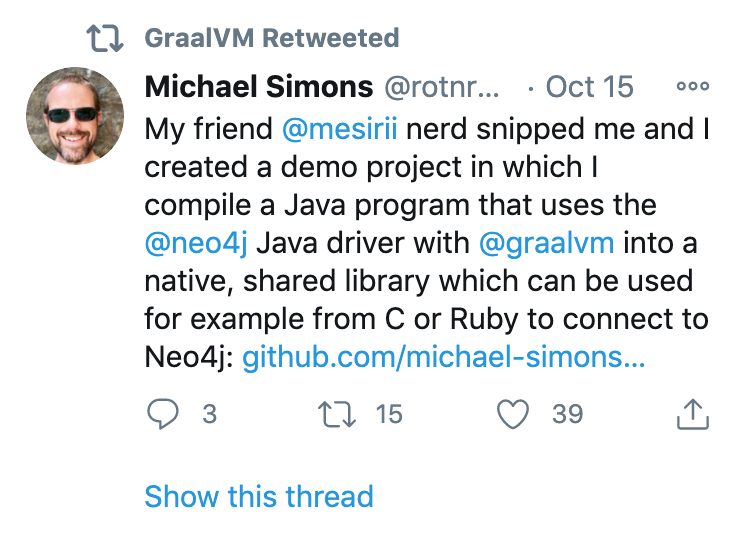 GraalVM Retweeted
Michael Simons @rotnr... · Oct 15
My friend @mesirii nerd snipped me and I
created a demo project in which I
compile a Java program that uses the
@neo4j Java driver with @graalvm into a
native, shared library which can be used
for example from C or Ruby to connect to
Neo4j: github.com/michael-simons...
3 15 39
Show this thread